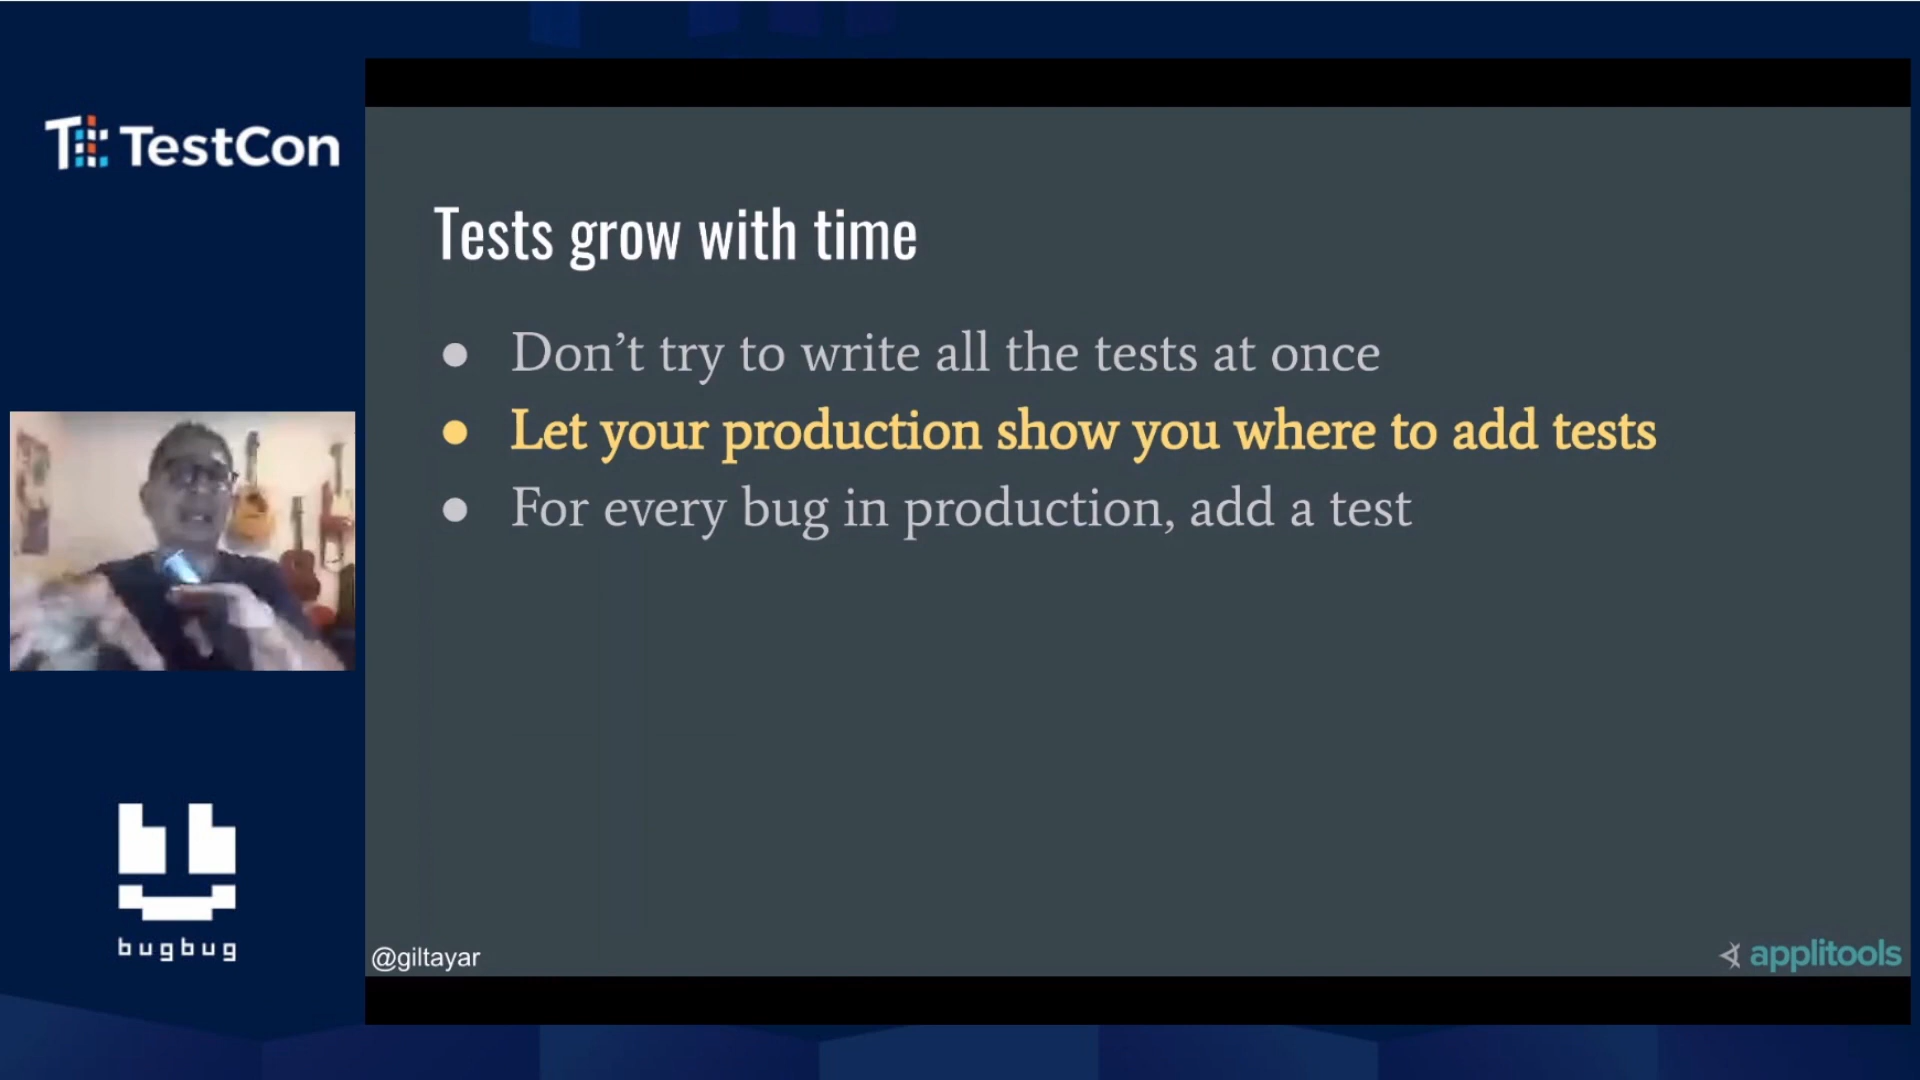 TestCon
Tests grow with time
● Don’t try to write all the tests at once
● Let your production show you where to add tests
● For every bug in production, add a test
bugbug
@giltayar
applitools